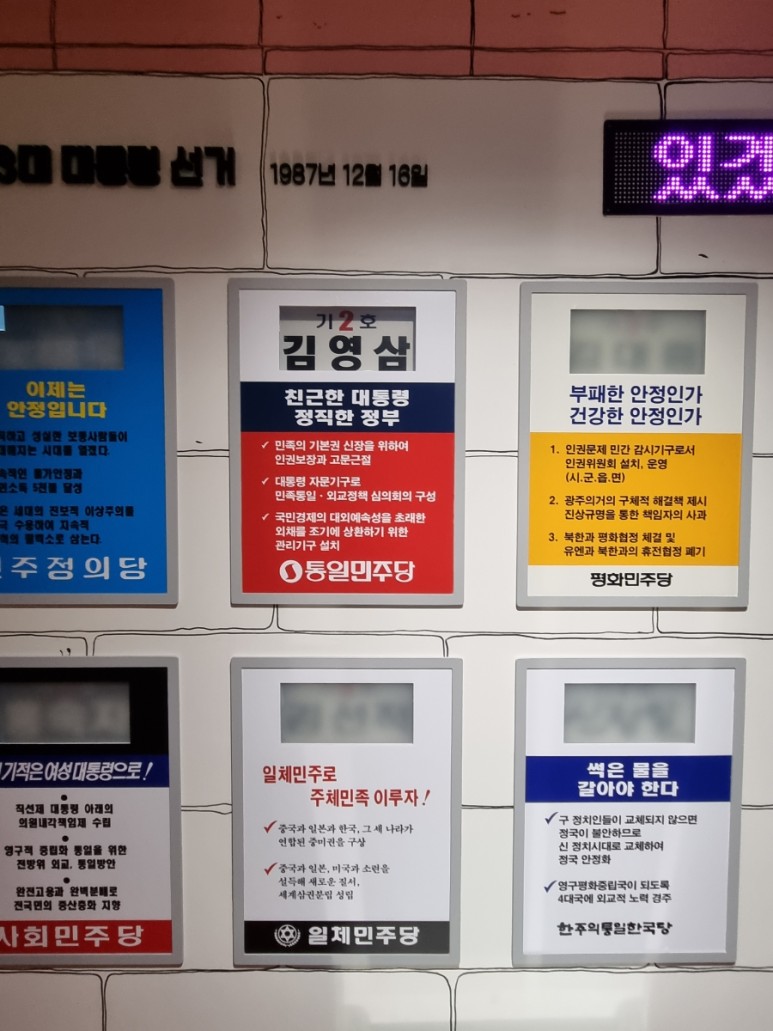 대 대통령 선거 1987년 12월 16일
있겠
이제는
안정입니다
민주정의당
기2호
김영삼
친근한 대통령
정직한 정부
✓ 민족의 기본권 신장을 위하여
인권보장과 고문근절
✓ 대통령 자문기구로
민족통일·외교정책 심의회의 구성
✓ 국민경제의 대외예속성을 초래한
외채를 조기에 상환하기 위한
관리기구 설치
통일민주당
부패한 안정인가
건강한 안정인가
1. 인권문제 민간 감시기구로서
인권위원회 설치, 운영
(시.군.읍.면)
2. 광주의거의 구체적 해결책 제시
진상규명을 통한 책임자의 사과
3. 북한과 평화협정 체결 및
유엔과 북한과의 휴전협정 폐기
평화민주당
기적은 여성 대통령으로!
직선제 대통령 아래의
의원내각책임제 수립
영구적 중립화 통일을 위한
전방위 외교, 통일방안
완전고용과 완벽분배로
전국민의 중산층화 지향
사회민주당
일체민주로
주체민족 이루자!
✓ 중국과 일본과 한국, 그 세 나라가
연합된 중미권을 구상
✓ 중국과 일본, 미국과 소련을
설득해 새로운 질서,
세계삼권분립 성립
일체민주당
썩은 물을
갈아야 한다
✓ 구 정치인들이 교체되지 않으면
정국이 불안하므로
신 정치시대로 교체하여
정국 안정화
✓ 영구평화중립국이 되도록
4대국에 외교적 노력 경주
한주의통일한국당